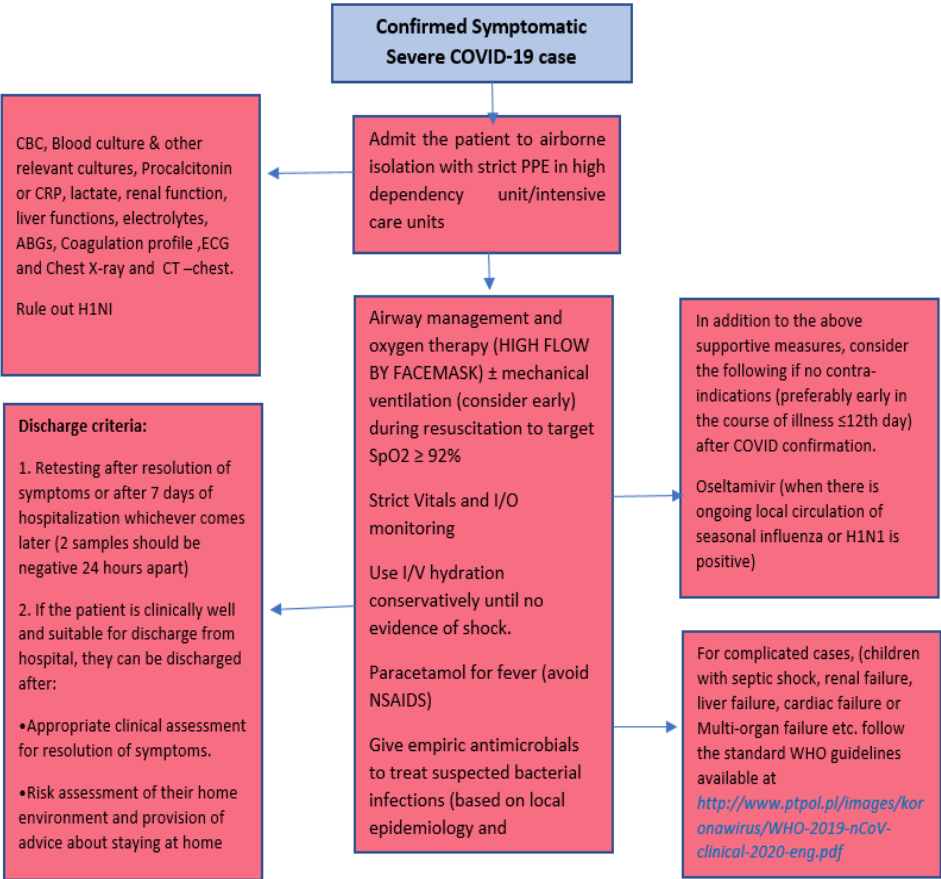 Confirmed Symptomatic
Severe COVID-19 case
Admit the patient to airborne
isolation with strict PPE in high
dependency unit/intensive
care units
CBC, Blood culture & other
relevant cultures, Procalcitonin
or CRP, lactate, renal function,
liver functions, electrolytes,
ABGs, Coagulation profile ,ECG
and Chest X-ray and CT –chest.
Rule out H1NI
Airway management and
oxygen therapy (HIGH FLOW
BY FACEMASK) ± mechanical
ventilation (consider early)
during resuscitation to target
SpO2 ≥ 92%
Strict Vitals and I/O
monitoring
Use I/V hydration
conservatively until no
evidence of shock.
Paracetamol for fever (avoid
NSAIDS)
Give empiric antimicrobials
to treat suspected bacterial
infections (based on local
epidemiology and
In addition to the above
supportive measures, consider
the following if no contra-
indications (preferably early in
the course of illness ≤12th day)
after COVID confirmation.
Oseltamivir (when there is
ongoing local circulation of
seasonal influenza or H1N1 is
positive)
Discharge criteria:
1. Retesting after resolution of
symptoms or after 7 days of
hospitalization whichever comes
later (2 samples should be
negative 24 hours apart)
2. If the patient is clinically well
and suitable for discharge from
hospital, they can be discharged
after:
•Appropriate clinical assessment
for resolution of symptoms.
•Risk assessment of their home
environment and provision of
advice about staying at home
For complicated cases, (children
with septic shock, renal failure,
liver failure, cardiac failure or
Multi-organ failure etc. follow
the standard WHO guidelines
available at
http://www.ptpol.pl/images/kor
onawirus/WHO-2019-nCoV-
clinical-2020-eng.pdf